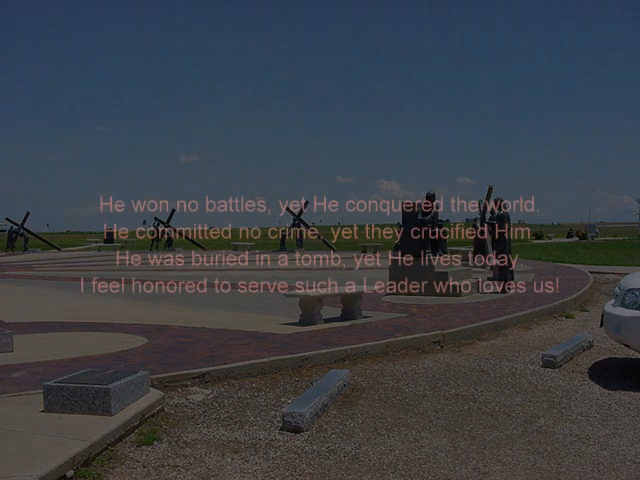 He won no battles, yet He conquered the world.
He committed no crime, yet they crucified Him
He was buried in a tomb, yet He lives today
I feel honored to serve such a Leader who loves us!